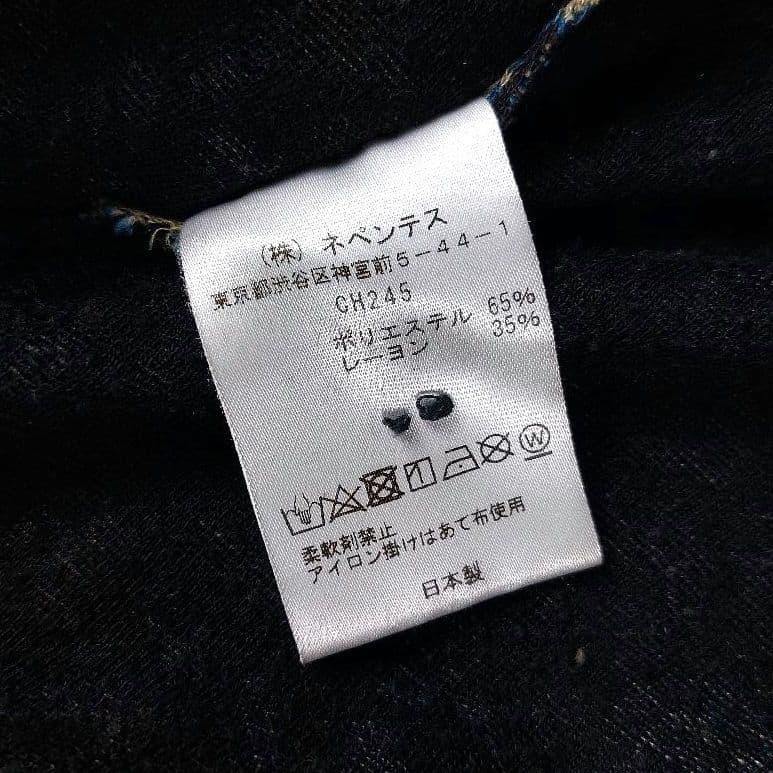 （株）ネペンテス
東京都渋谷区神宮前5-44-1
CH245
ポリエステル 65%
レーヨン 35%
W
柔軟剤禁止
アイロン掛けはあて布使用
日本製